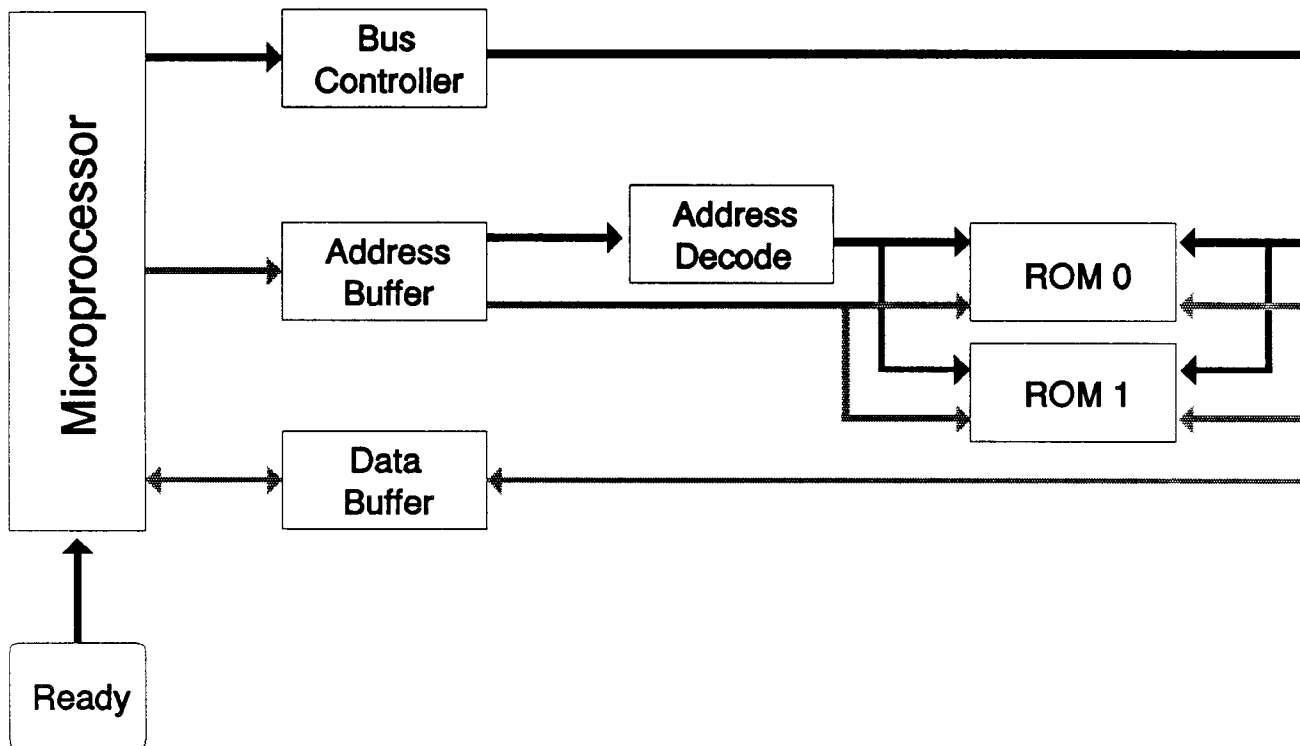 Microprocessor
Bus
Controller
Address
Buffer
Address
Decode
ROM 0
ROM 1
Data
Buffer
Ready